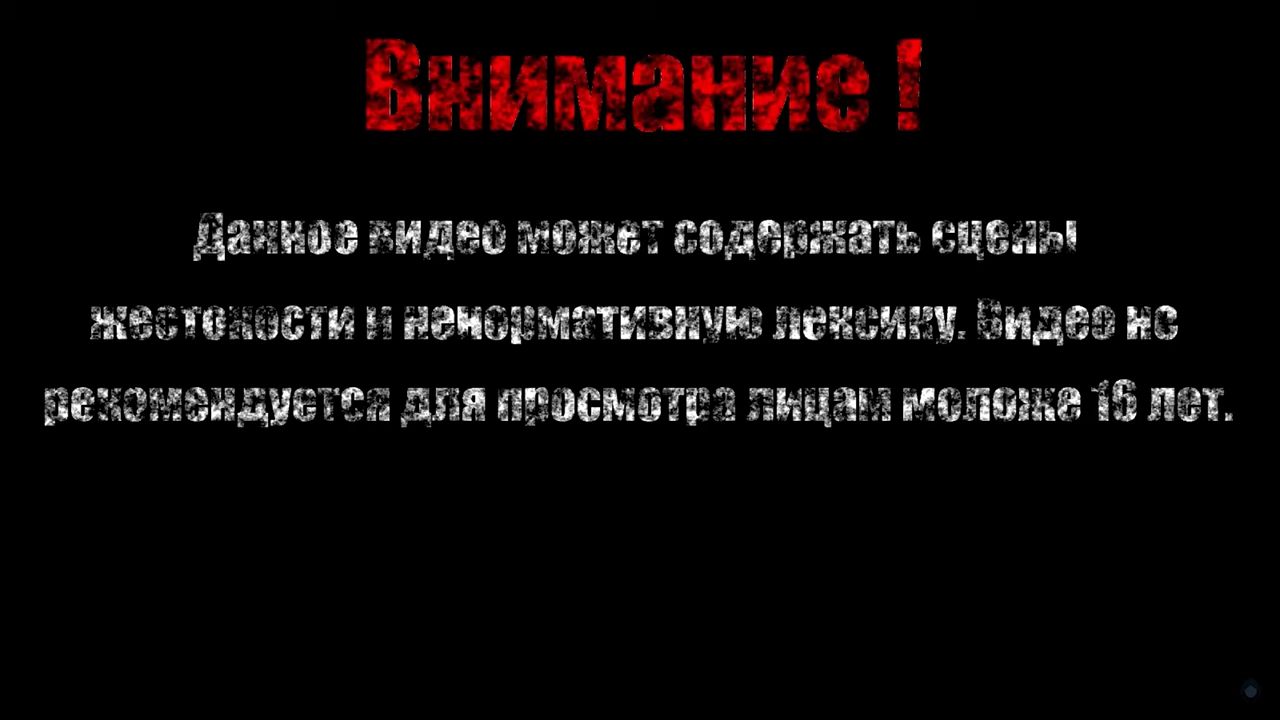 Внимание !
Данное видео может содержать сцены
жестокости и ненормативную лексику. Видео не
рекомендуется для просмотра лицам моложе 16 лет.